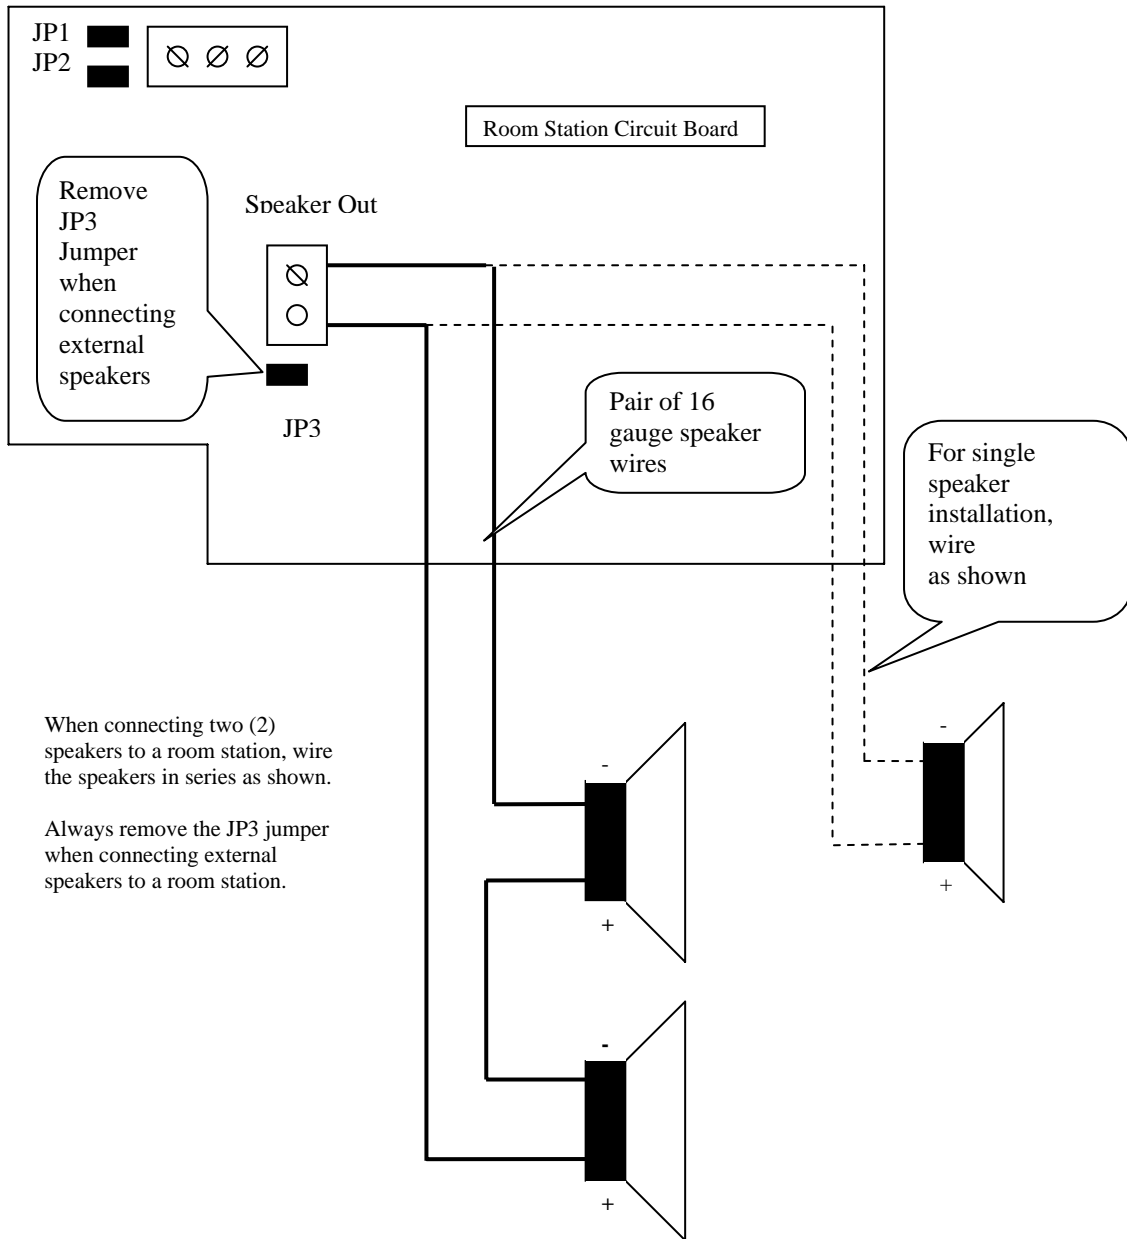 JP1
JP2
Room Station Circuit Board
Remove
JP3
Jumper
when
connecting
external
speakers
Speaker Out
JP3
Pair of 16
gauge speaker
wires
For single
speaker
installation,
wire
as shown
When connecting two (2)
speakers to a room station, wire
the speakers in series as shown.
Always remove the JP3 jumper
when connecting external
speakers to a room station.
-
+
-
+
-
+